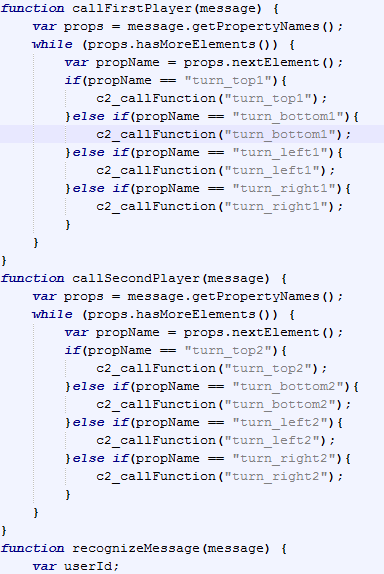 function callFirstPlayer(message) {
    var props = message.getPropertyNames();
    while (props.hasMoreElements()) {
        var propName = props.nextElement();
        if(propName == "turn_top1"){
            c2_callFunction("turn_top1");
        }else if(propName == "turn_bottom1"){
            c2_callFunction("turn_bottom1");
        }else if(propName == "turn_left1"){
            c2_callFunction("turn_left1");
        }else if(propName == "turn_right1"){
            c2_callFunction("turn_right1");
        }
    }
}
function callSecondPlayer(message) {
    var props = message.getPropertyNames();
    while (props.hasMoreElements()) {
        var propName = props.nextElement();
        if(propName == "turn_top2"){
            c2_callFunction("turn_top2");
        }else if(propName == "turn_bottom2"){
            c2_callFunction("turn_bottom2");
        }else if(propName == "turn_left2"){
            c2_callFunction("turn_left2");
        }else if(propName == "turn_right2"){
            c2_callFunction("turn_right2");
        }
    }
}
function recognizeMessage(message) {
    var userId;